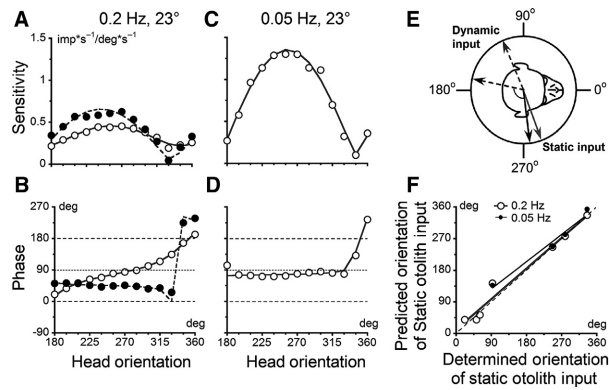 A
0.2 Hz, 23°
C
0.05 Hz, 23°
E
imp*s⁻¹/deg*s⁻¹
Sensitivity
1.5
1
0.5
0
90°
Dynamic input
180°
0°
Static input
270°
B
D
F
Phase
270
180
90
0
-90
deg
deg
deg
deg
180
225
270
315
360
180
225
270
315
360
Head orientation
Head orientation
Predicted orientation
of Static otolith input
360
270
180
90
0
deg
0.2 Hz
0.05 Hz
deg
0
90
180
270
360
Determined orientation
of static otolith input